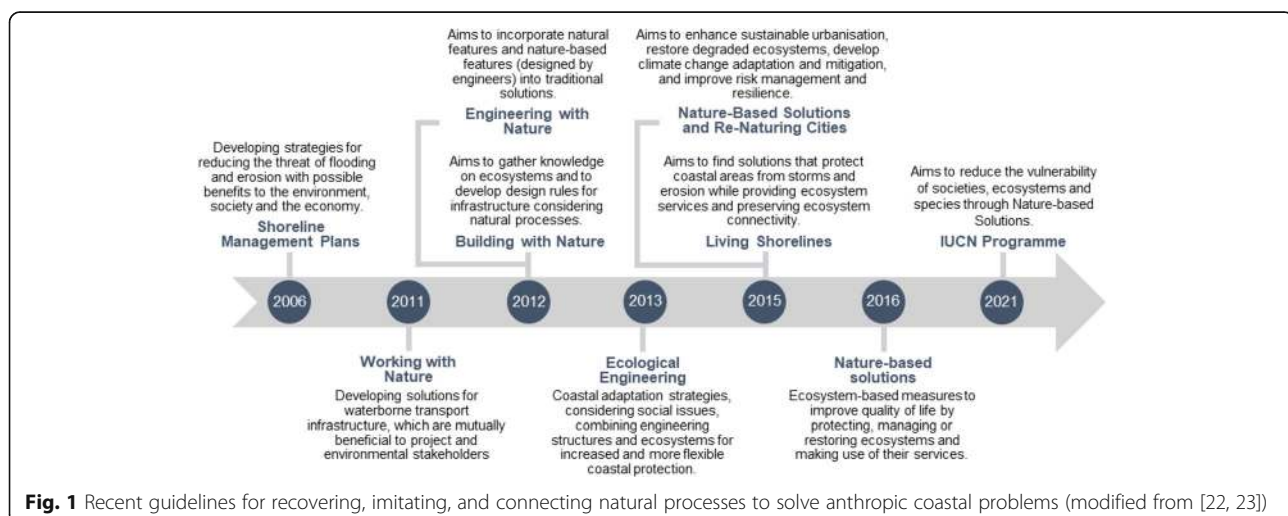 Aims to incorporate natural
features and nature-based
features (designed by
engineers) into traditional
solutions.
Engineering with
Nature
Aims to enhance sustainable urbanisation,
restore degraded ecosystems, develop
climate change adaptation and mitigation,
and improve risk management and
resilience.
Nature-Based Solutions
and Re-Naturing Cities
Developing strategies for
reducing the threat of flooding
and erosion with possible
benefits to the environment,
society and the economy.
Shoreline
Management Plans
Aims to gather knowledge
on ecosystems and to
develop design rules for
infrastructure considering
natural processes.
Building with Nature
Aims to find solutions that protect
coastal areas from storms and
erosion while providing ecosystem
services and preserving ecosystem
connectivity.
Living Shorelines
Aims to reduce the vulnerability
of societies, ecosystems and
species through Nature-based
Solutions.
IUCN Programme
2006
2011
2012
2013
2015
2016
2021
Working with
Nature
Developing solutions for
waterborne transport
infrastructure, which are mutually
beneficial to project and
environmental stakeholders
Ecological
Engineering
Coastal adaptation strategies,
considering social issues,
combining engineering
structures and ecosystems for
increased and more flexible
coastal protection.
Nature-based
solutions
Ecosystem-based measures to
improve quality of life by
protecting, managing or
restoring ecosystems and
making use of their services.
Fig. 1 Recent guidelines for recovering, imitating, and connecting natural processes to solve anthropic coastal problems (modified from [22, 23])